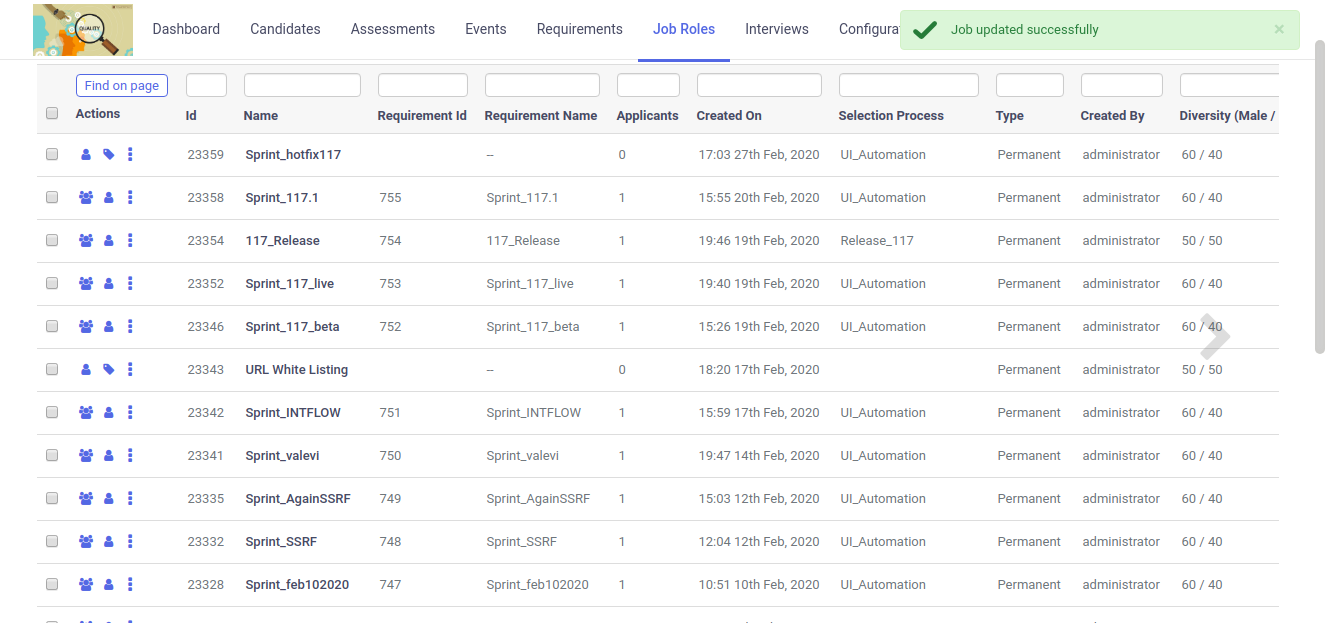 QUALITY
Dashboard Candidates Assessments Events Requirements Job Roles Interviews Configura
Job updated successfully ×
Find on page
Actions Id Name Requirement Id Requirement Name Applicants Created On Selection Process Type Created By Diversity (Male /
23359 Sprint_hotfix117 -- 0 17:03 27th Feb, 2020 UI_Automation Permanent administrator 60 / 40
23358 Sprint_117.1 755 Sprint_117.1 1 15:55 20th Feb, 2020 UI_Automation Permanent administrator 60 / 40
23354 117_Release 754 117_Release 1 19:46 19th Feb, 2020 Release_117 Permanent administrator 50 / 50
23352 Sprint_117_live 753 Sprint_117_live 1 19:40 19th Feb, 2020 UI_Automation Permanent administrator 60 / 40
23346 Sprint_117_beta 752 Sprint_117_beta 1 15:26 19th Feb, 2020 UI_Automation Permanent administrator 60 / 40
23343 URL White Listing -- 0 18:20 17th Feb, 2020 Permanent administrator 50 / 50
23342 Sprint_INTFLOW 751 Sprint_INTFLOW 1 15:59 17th Feb, 2020 UI_Automation Permanent administrator 60 / 40
23341 Sprint_valevi 750 Sprint_valevi 1 19:47 14th Feb, 2020 UI_Automation Permanent administrator 60 / 40
23335 Sprint_AgainSSRF 749 Sprint_AgainSSRF 1 15:03 12th Feb, 2020 UI_Automation Permanent administrator 60 / 40
23332 Sprint_SSRF 748 Sprint_SSRF 1 12:04 12th Feb, 2020 UI_Automation Permanent administrator 60 / 40
23328 Sprint_feb102020 747 Sprint_feb102020 1 10:51 10th Feb, 2020 UI_Automation Permanent administrator 60 / 40